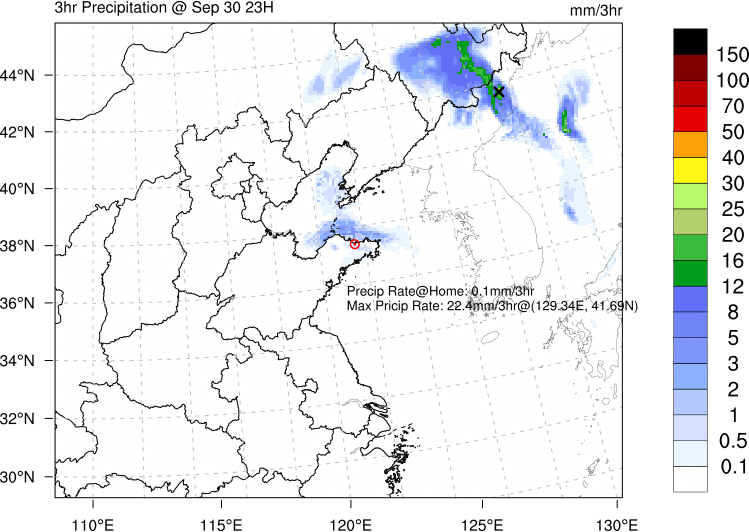 3hr Precipitation @ Sep 30 23H
mm/3hr
44°N
42°N
40°N
38°N
36°N
34°N
32°N
30°N
Precip Rate@Home: 0.1mm/3hr
Max Pricip Rate: 22.4mm/3hr@(129.34E, 41.69N)
110°E 115°E 120°E 125°E 130°E
150
100
70
50
40
30
25
20
16
12
8
5
3
2
1
0.5
0.1